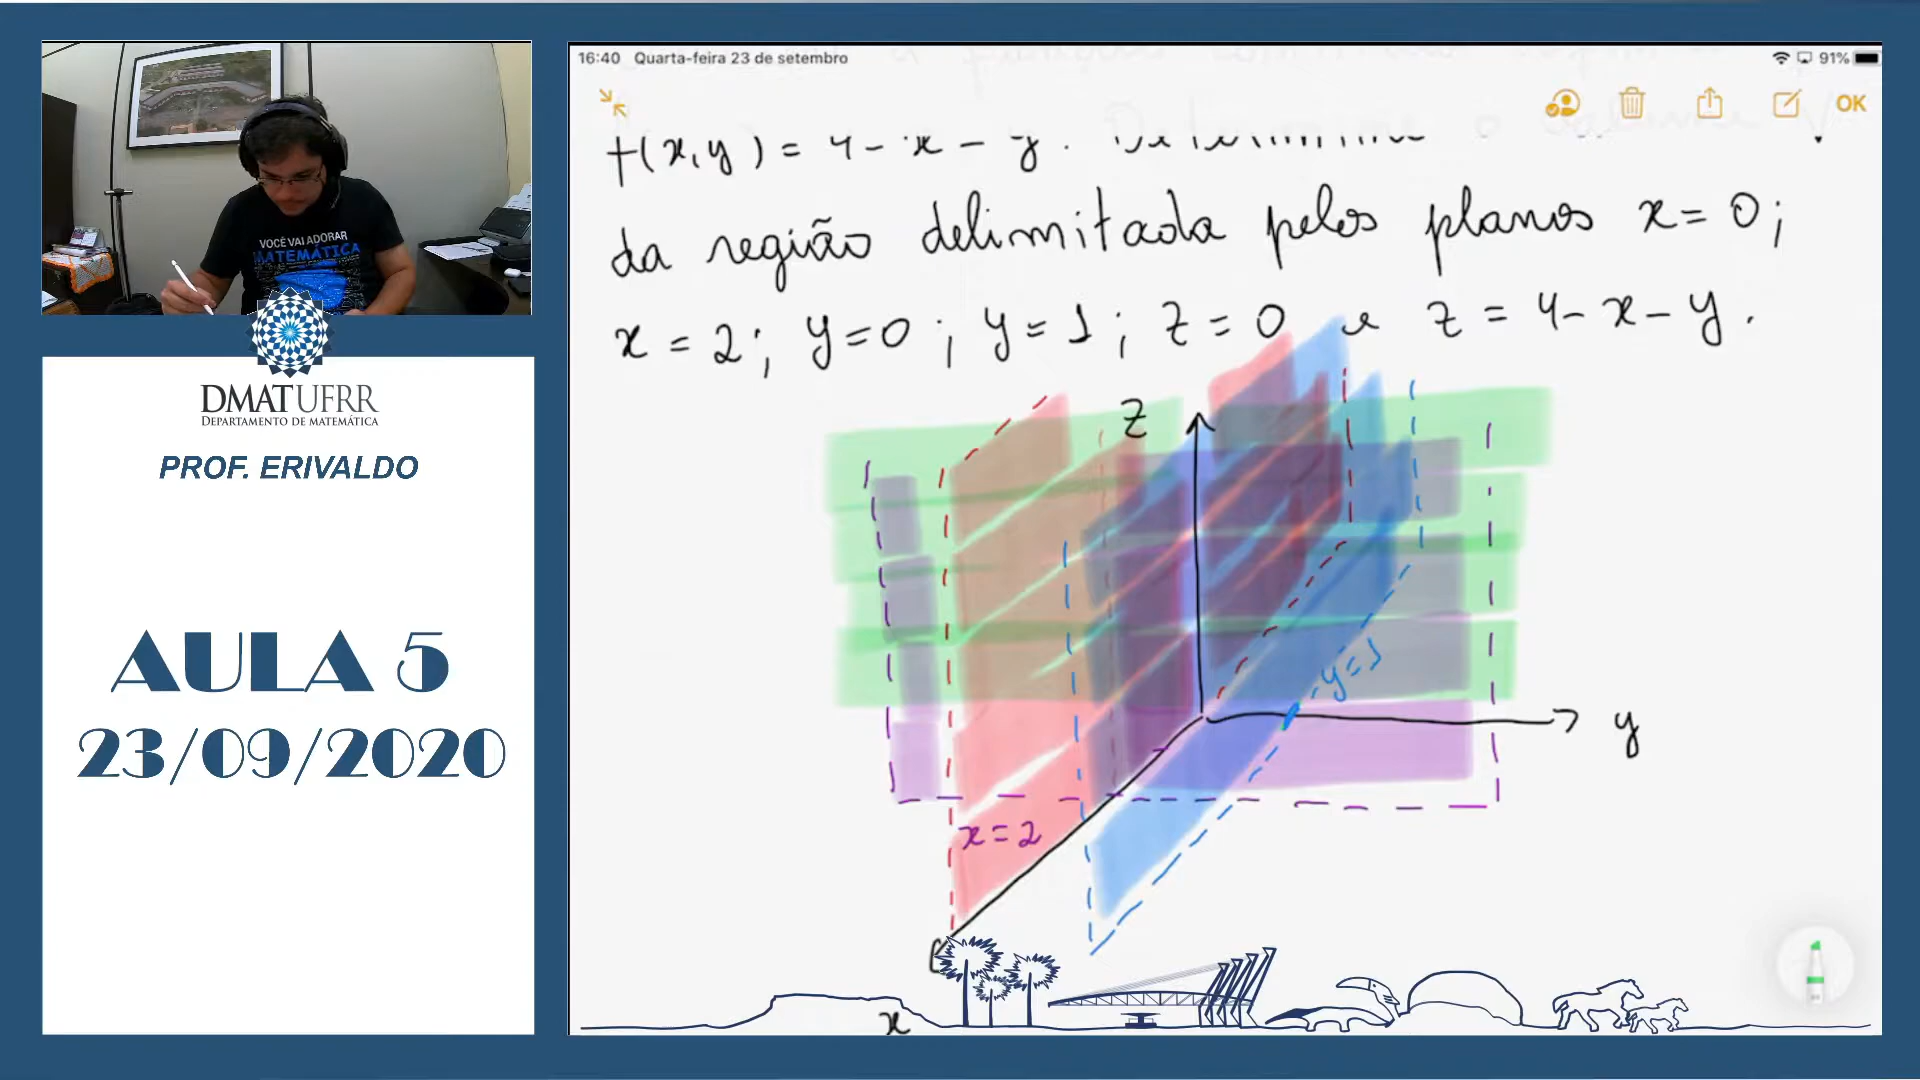 16:40 Quarta-feira 23 de setembro
91%
OK
f(x,y) = 4 - x - y. Determine o volume V
da região delimitada pelos planos x = 0;
x = 2; y = 0; y = 1; z = 0 e z = 4 - x - y.
z
y = 1
y
x = 2
x
VOCÊ VAI ADORAR
MATEMÁTICA
DMATUFRR
DEPARTAMENTO DE MATEMÁTICA
PROF. ERIVALDO
AULA 5
23/09/2020